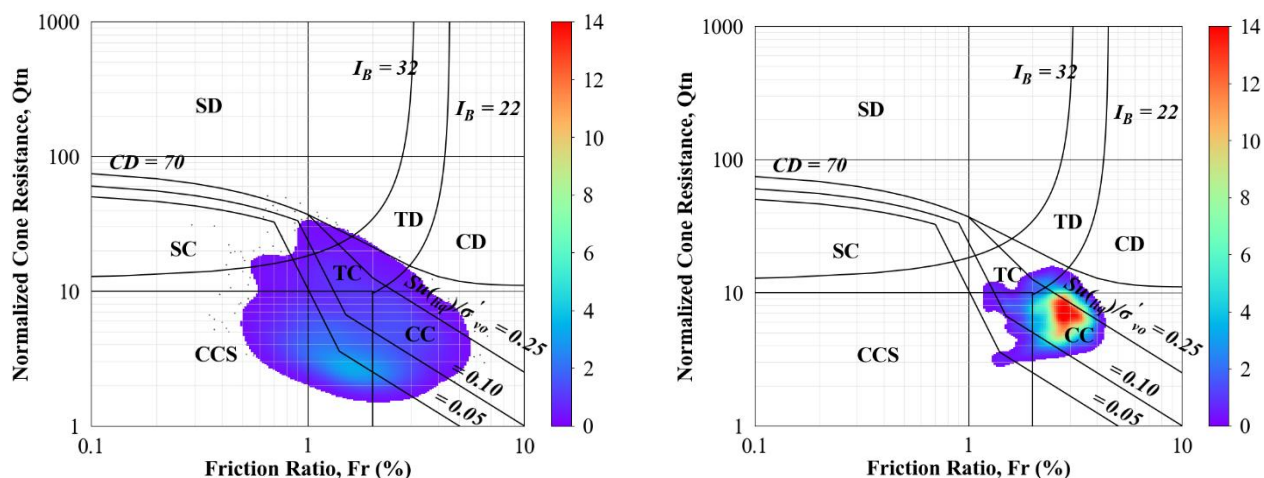 1000
100
10
1
0.1
1
10
Normalized Cone Resistance, Qtn
Friction Ratio, Fr (%)
SD
I_B = 32
I_B = 22
CD = 70
TD
CD
SC
TC
Su(liq)/σ'vo = 0.25
CC
CCS
= 0.10
= 0.05
14
12
10
8
6
4
2
0
1000
100
10
1
0.1
1
10
Normalized Cone Resistance, Qtn
Friction Ratio, Fr (%)
SD
I_B = 32
I_B = 22
CD = 70
TD
CD
SC
TC
Su(liq)/σ'vo = 0.25
CC
CCS
= 0.10
= 0.05
14
12
10
8
6
4
2
0